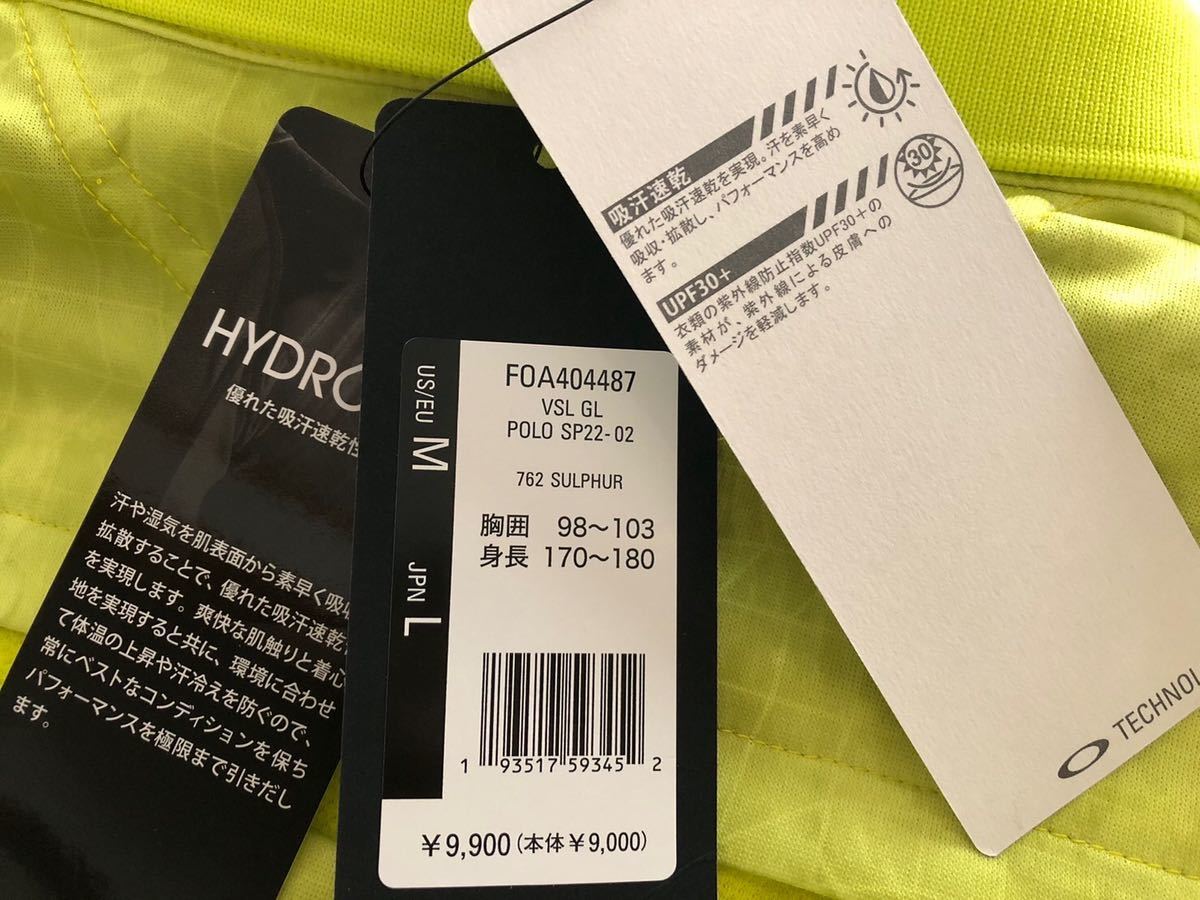 HYDRO
優れた吸汗速乾性
汗や湿気を肌表面から素早く吸収
拡散することで、優れた吸汗速乾
を実現します。爽快な肌触りと着心
地を実現すると共に、環境に合わせ
て体温の上昇や汗冷えを防ぐので、
常にベストなコンディションを保ち
パフォーマンスを極限まで引きだし
ます。
US/EU M
JPN L
FOA404487
VSL GL
POLO SP22-02
762 SULPHUR
胸囲 98〜103
身長 170〜180
1 93517 59345 2
¥9,900(本体¥9,000)
吸汗速乾
優れた吸汗速乾を実現。汗を素早く
吸収・拡散し、パフォーマンスを高め
ます。
30
UPF30+
衣類の紫外線防止指数UPF30+の
素材が、紫外線による皮膚への
ダメージを軽減します。
TECHNOL